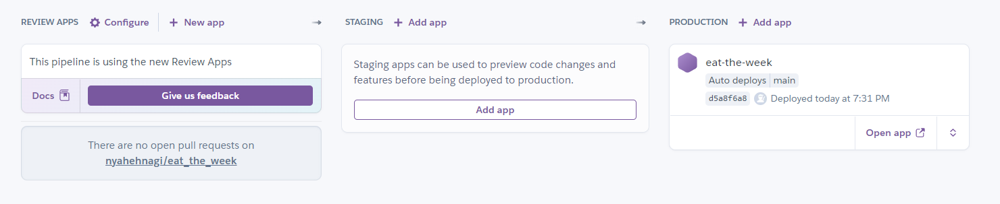 REVIEW APPS Configure New app
This pipeline is using the new Review Apps
Docs Give us feedback
There are no open pull requests on
nyahehnagi/eat_the_week
STAGING Add app
Staging apps can be used to preview code changes and
features before being deployed to production.
Add app
PRODUCTION Add app
eat-the-week
Auto deploys main
d5a8f6a8 Deployed today at 7:31 PM
Open app